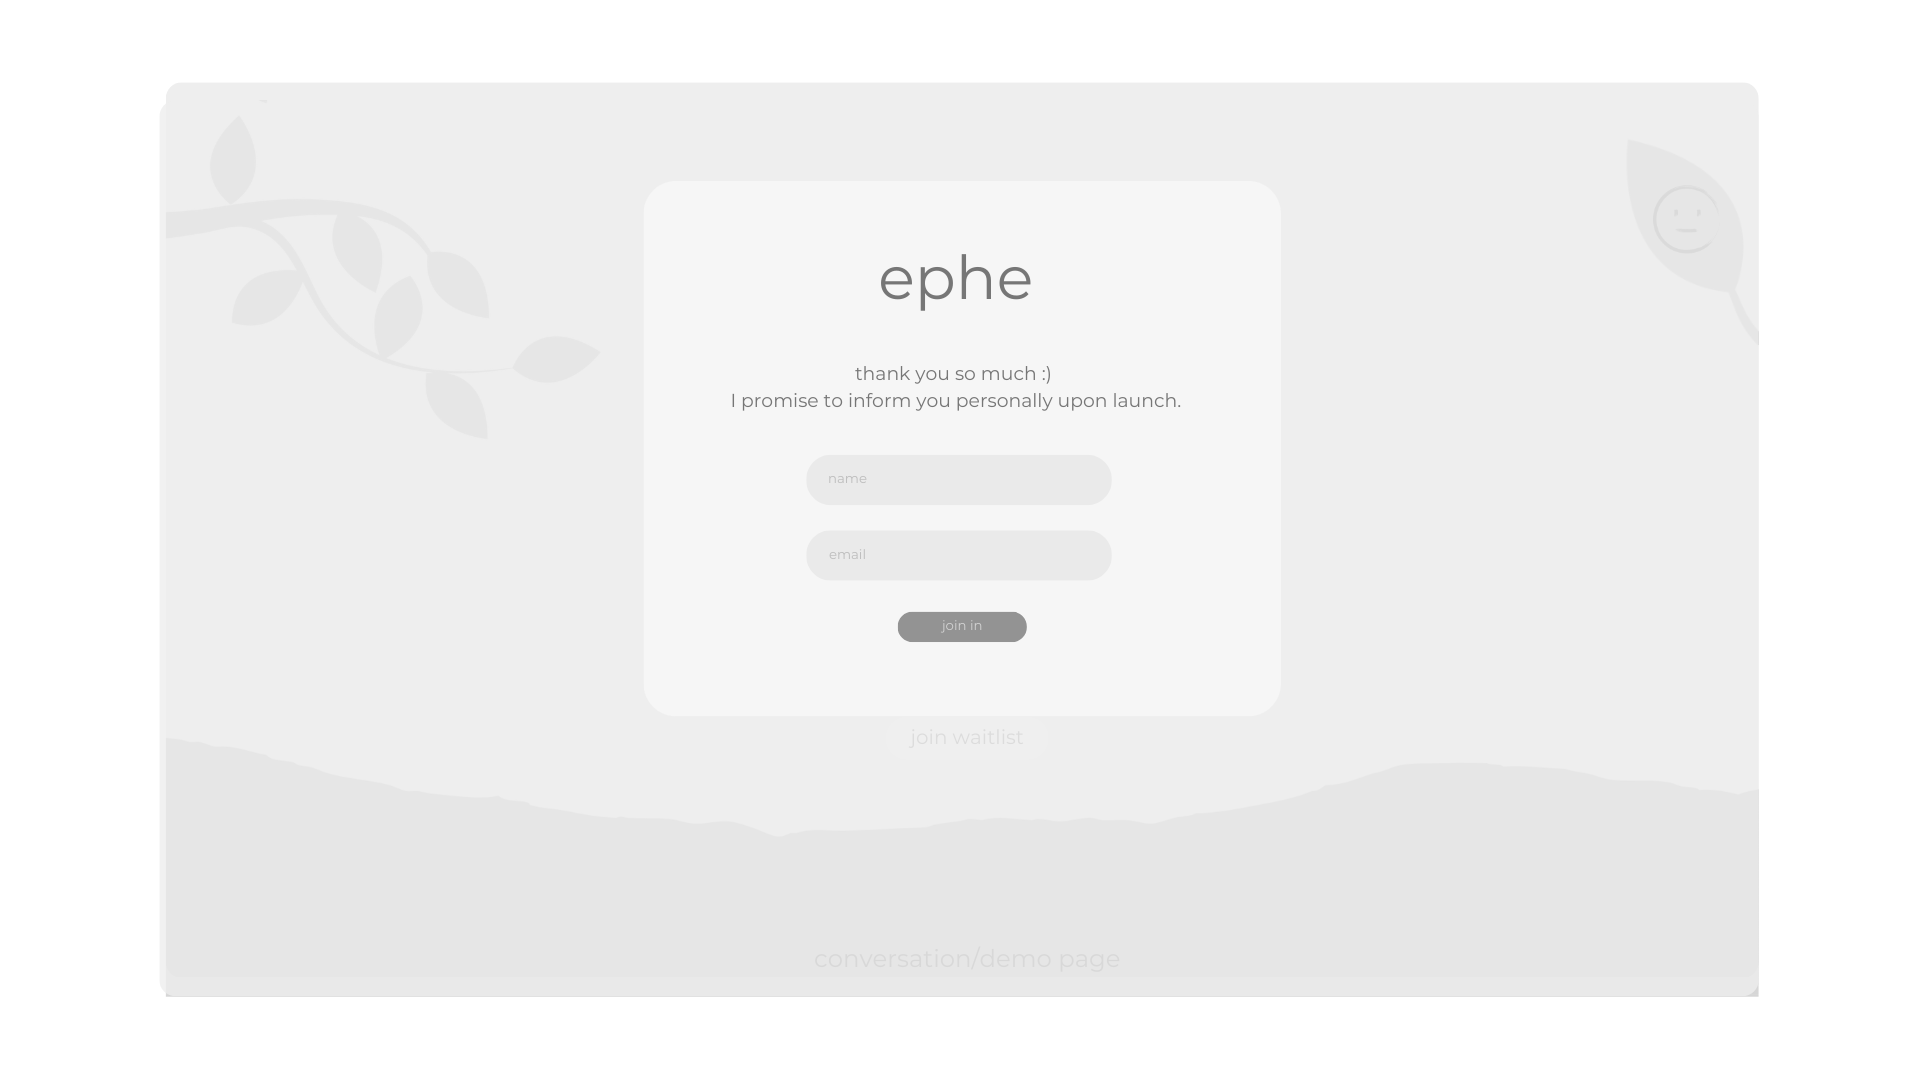 ephe
thank you so much :)
I promise to inform you personally upon launch.
name
email
join in
join waitlist
conversation/demo page